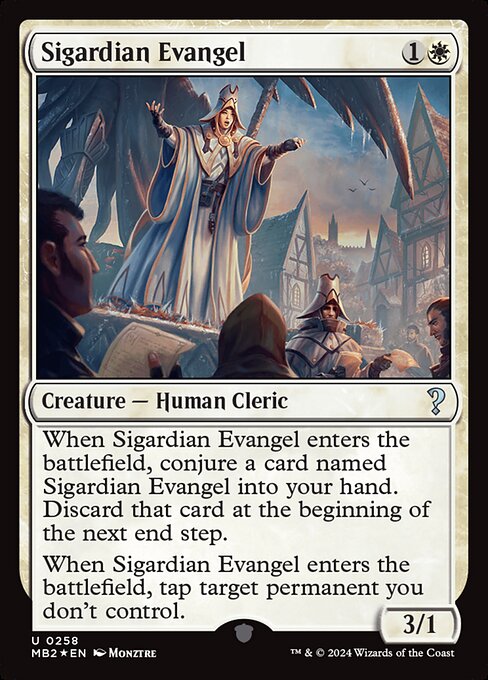 Sigardian Evangel 1
Creature — Human Cleric
When Sigardian Evangel enters the
battlefield, conjure a card named
Sigardian Evangel into your hand.
Discard that card at the beginning of
the next end step.
When Sigardian Evangel enters the
battlefield, tap target permanent you
don't control.
3/1
U 0258
MB2★EN Monztre
™ & © 2024 Wizards of the Coast